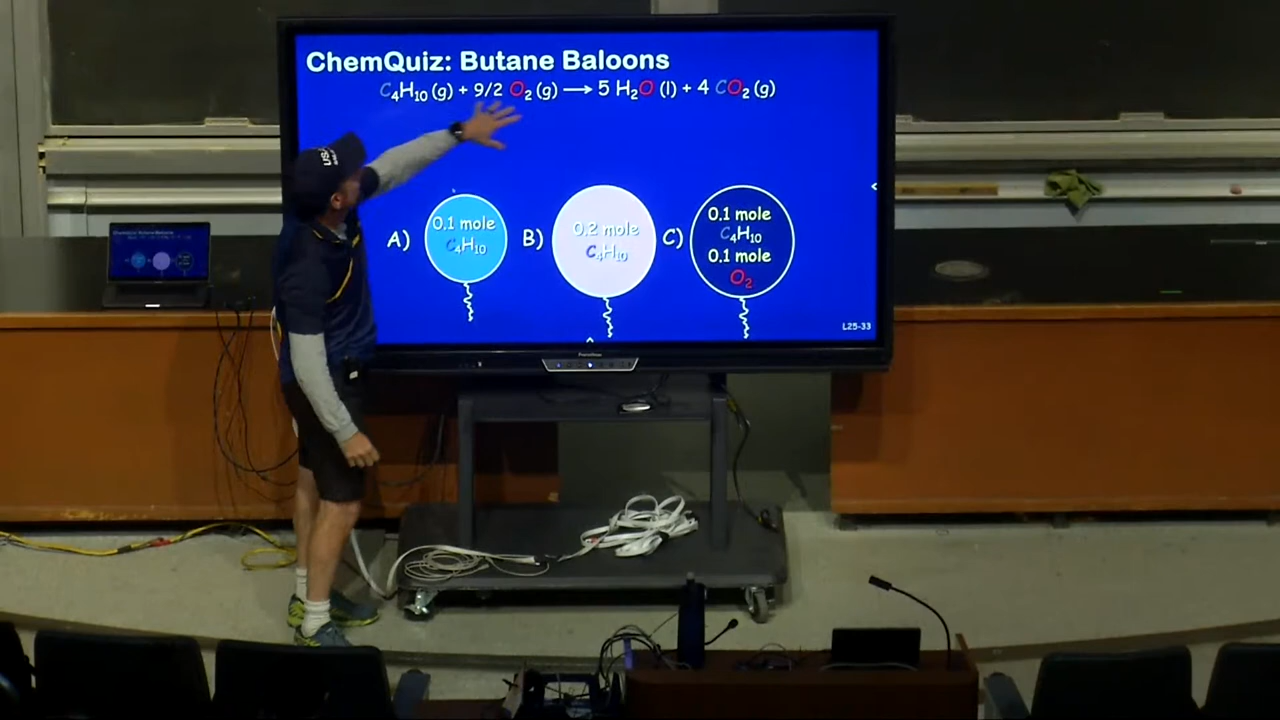 ChemQuiz: Butane Baloons
C4H10 (g) + 9/2 O2 (g) ⟶ 5 H2O (l) + 4 CO2 (g)
A)
0.1 mole
C4H10
B)
0.2 mole
C4H10
C)
0.1 mole
C4H10
0.1 mole
O2
L25-33